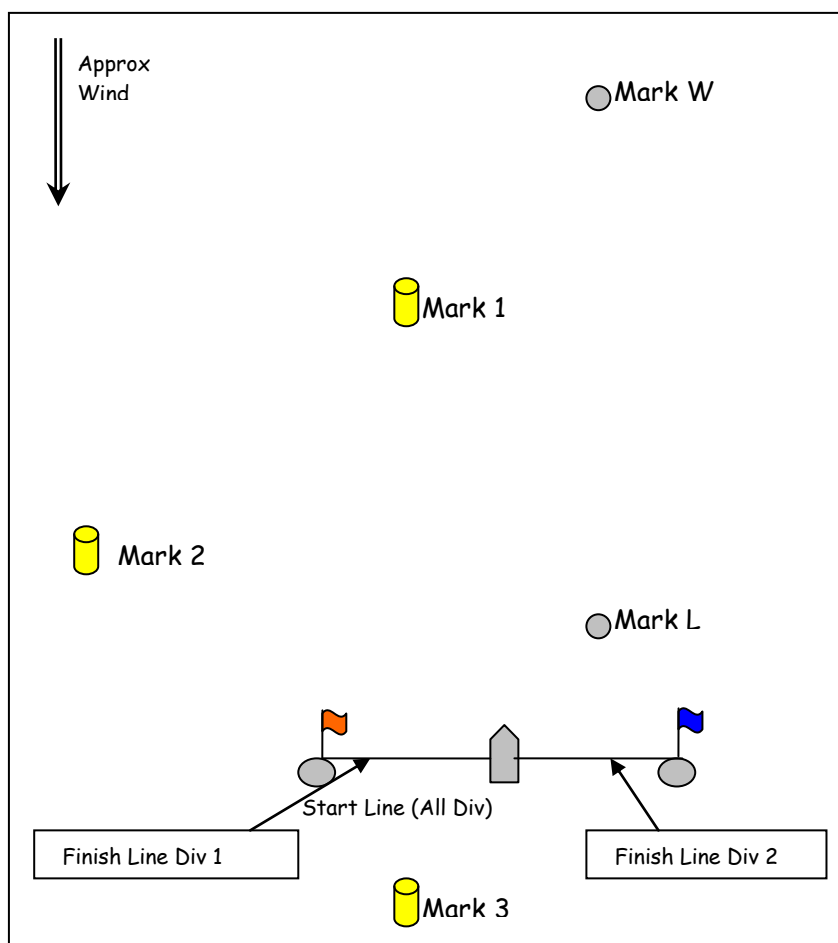 Approx
Wind
Mark W
Mark 1
Mark 2
Mark L
Start Line (All Div)
Finish Line Div 1
Finish Line Div 2
Mark 3